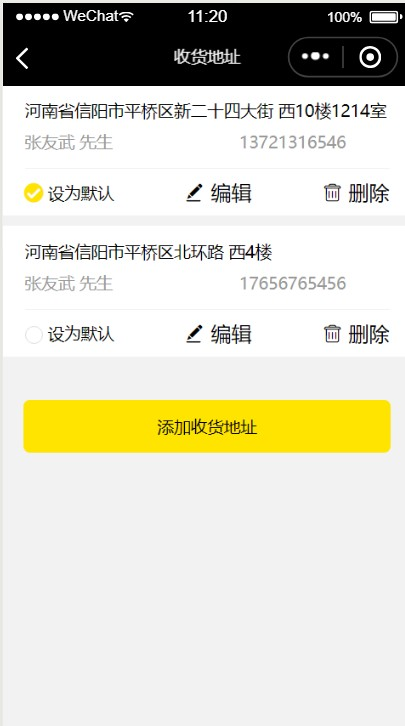 WeChat 11:20 100%
收货地址
河南省信阳市平桥区新二十四大街 西10楼1214室
张友武 先生 13721316546
设为默认 编辑 删除
河南省信阳市平桥区北环路 西4楼
张友武 先生 17656765456
设为默认 编辑 删除
添加收货地址